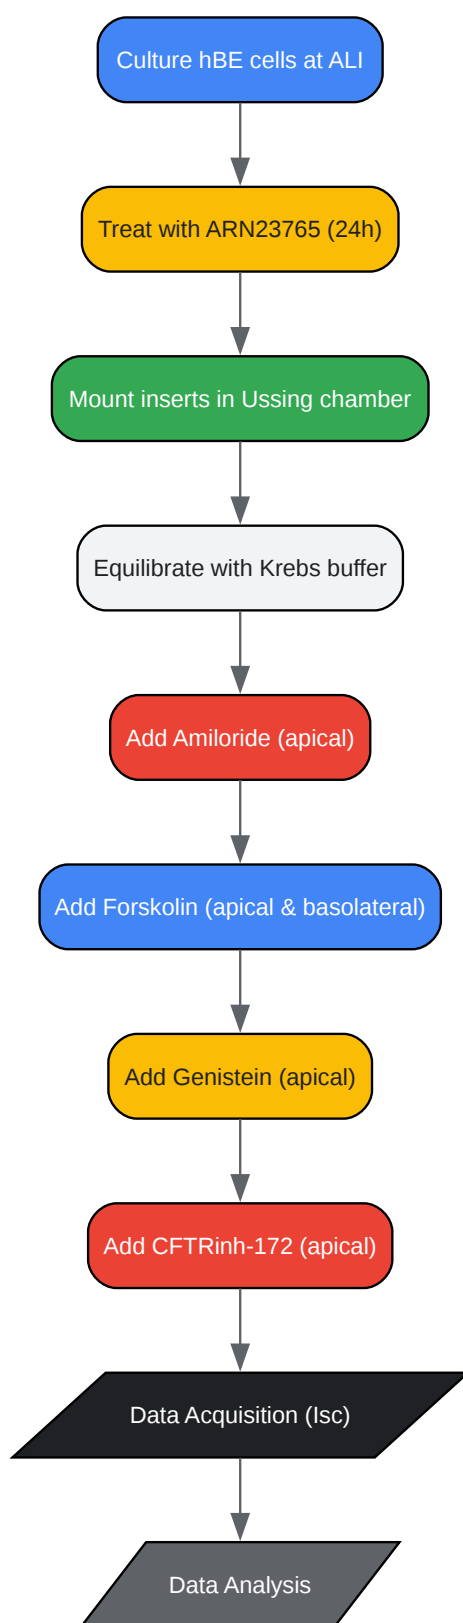 Culture hBE cells at ALI
Treat with ARN23765 (24h)
Mount inserts in Ussing chamber
Equilibrate with Krebs buffer
Add Amiloride (apical)
Add Forskolin (apical & basolateral)
Add Genistein (apical)
Add CFTRinh-172 (apical)
Data Acquisition (Isc)
Data Analysis